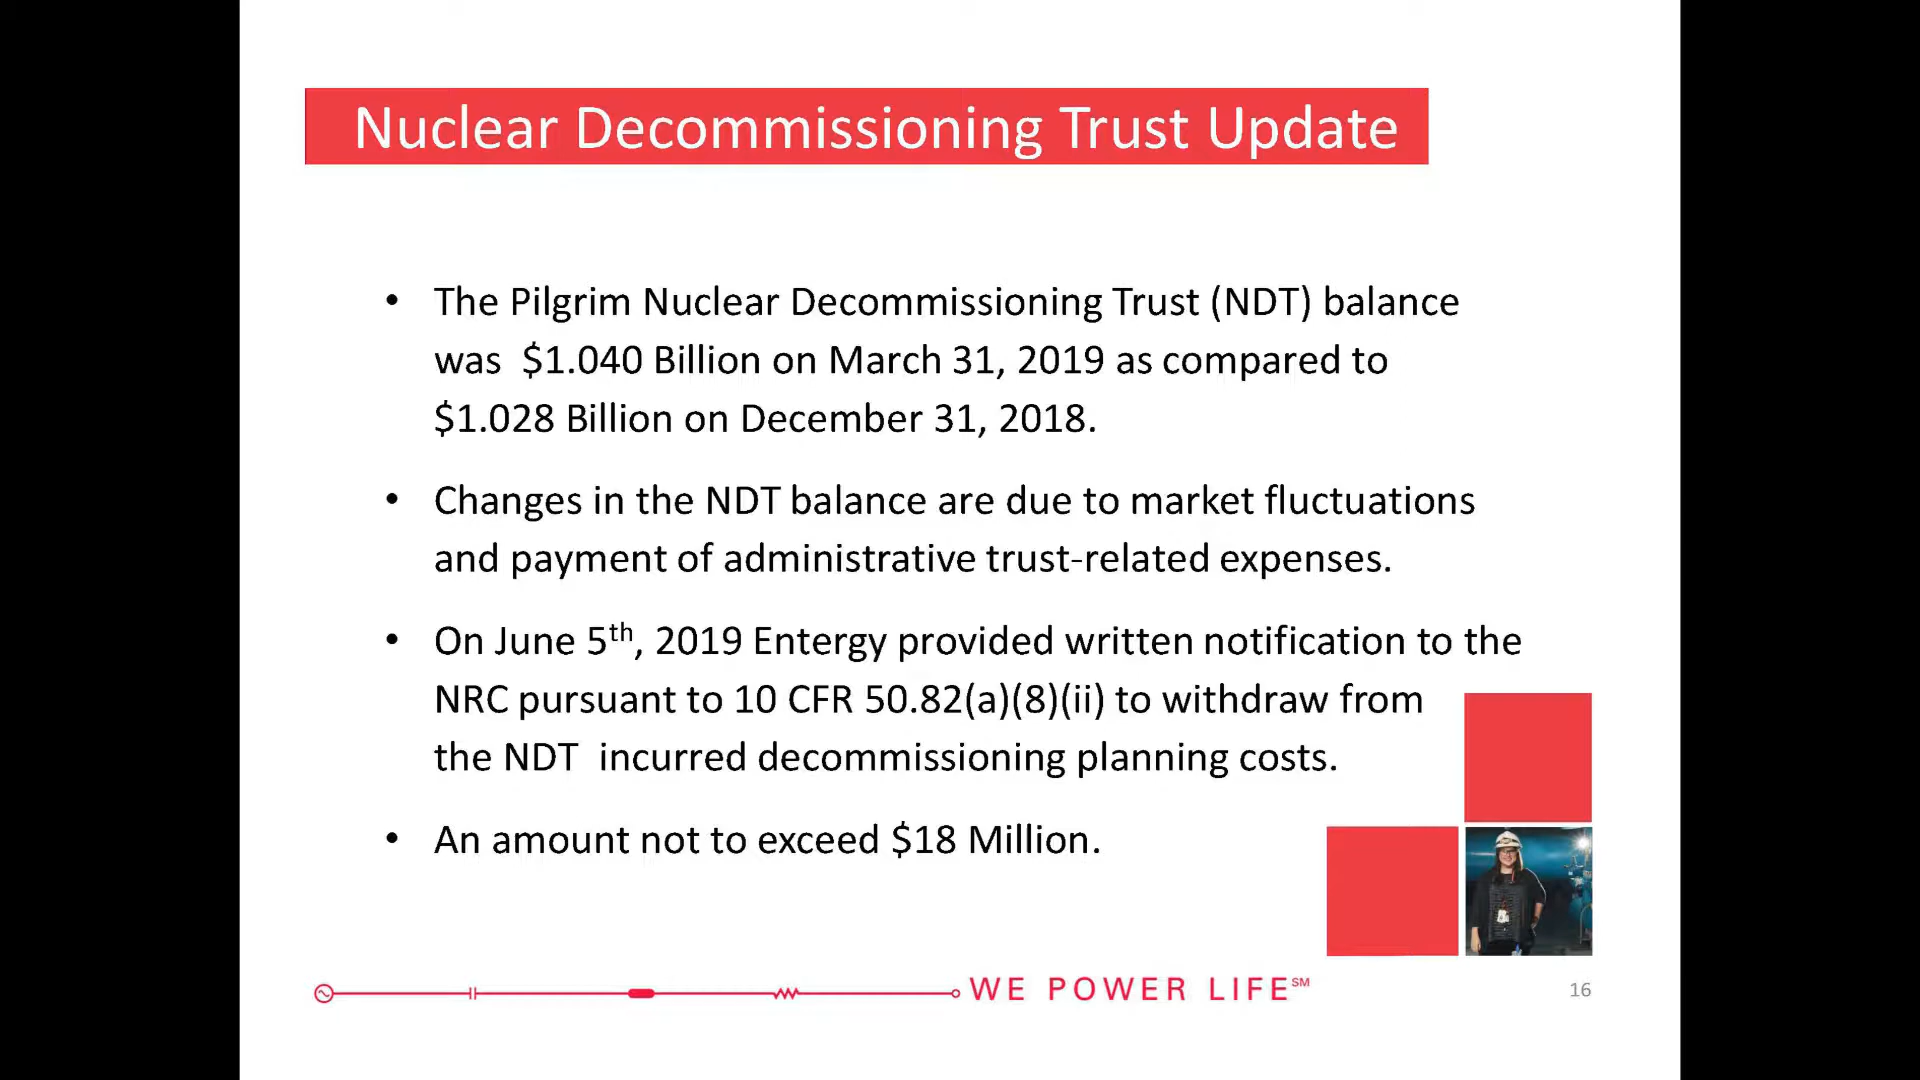 Nuclear Decommissioning Trust Update
• The Pilgrim Nuclear Decommissioning Trust (NDT) balance
was $1.040 Billion on March 31, 2019 as compared to
$1.028 Billion on December 31, 2018.
• Changes in the NDT balance are due to market fluctuations
and payment of administrative trust-related expenses.
• On June 5th, 2019 Entergy provided written notification to the
NRC pursuant to 10 CFR 50.82(a)(8)(ii) to withdraw from
the NDT incurred decommissioning planning costs.
• An amount not to exceed $18 Million.
WE POWER LIFE℠
16